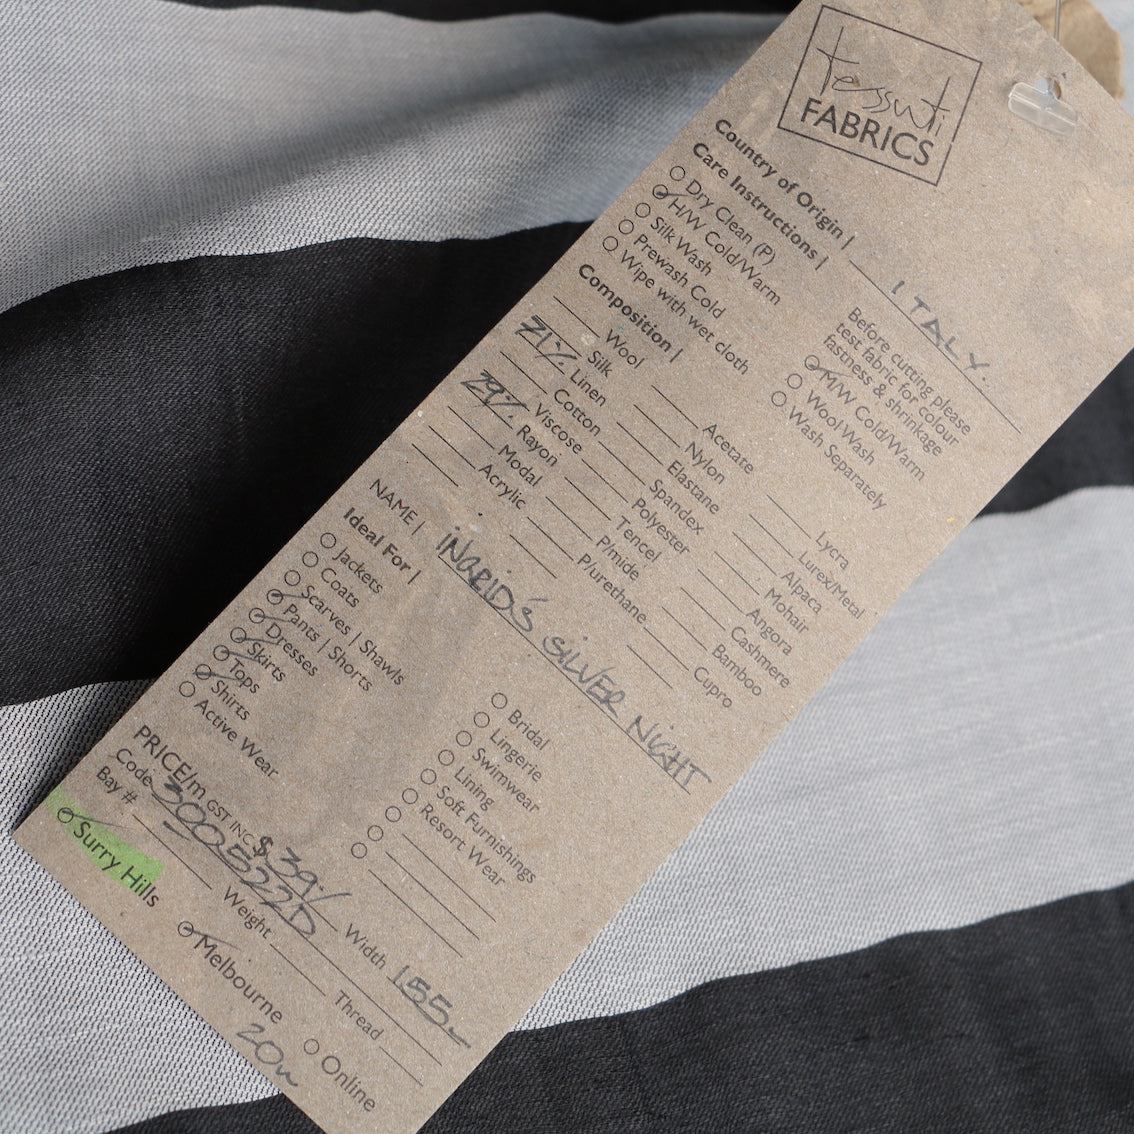 tessuti
FABRICS
Country of Origin | ITALY.
Care Instructions |
Dry Clean (P)
H/W Cold/Warm
Silk Wash
Prewash Cold
Wipe with wet cloth
Before cutting please
test fabric for colour
fastness & shrinkage
M/W Cold/Warm
Wool Wash
Wash Separately
Composition |
Wool
Silk
71% Linen
Cotton
29% Viscose
Rayon
Modal
Acrylic
Acetate
Nylon
Elastane
Spandex
Polyester
Tencel
P/mide
P/urethane
Lycra
Lurex/Metal
Alpaca
Mohair
Angora
Cashmere
Bamboo
Cupro
NAME | INGRID'S SILVER NIGHT
Ideal For |
Jackets
Coats
Scarves | Shawls
Pants | Shorts
Dresses
Skirts
Tops
Shirts
Active Wear
Bridal
Lingerie
Swimwear
Lining
Soft Furnishings
Resort Wear
PRICE/m GST INC $39-/ Width 155
Code 3005522D
Bay # Weight Thread
Surry Hills Melbourne Online
20m